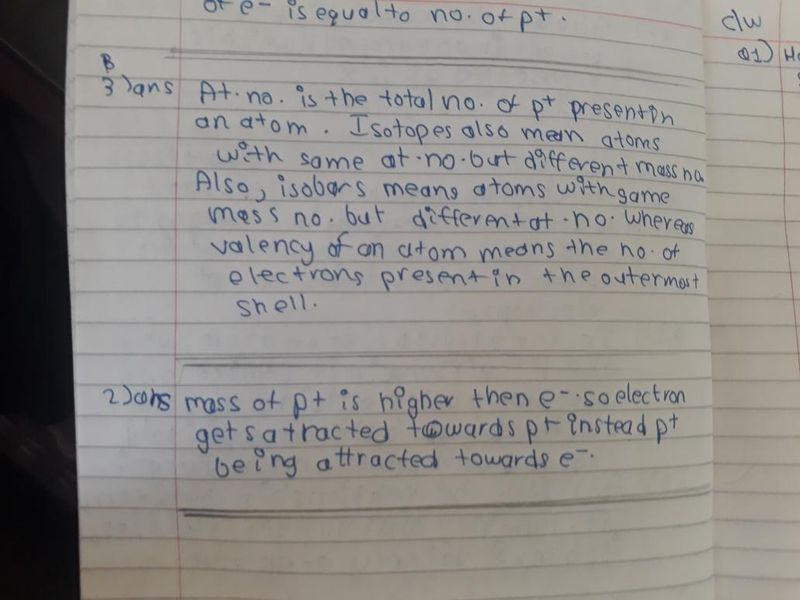 of e- is equal to no. of p+.
c/w
Q1) Ho
B
3) ans At. no. is the total no. of p+ present in
an atom. Isotopes also mean atoms
with same at. no. but different mass no.
Also, isobars means atoms with same
mass no. but different at. no. whereas
valency of an atom means the no. of
electrons present in the outermost
shell.
2) ans mass of p+ is higher then e-. so electron
gets atracted towards p+ instead p+
being attracted towards e-.